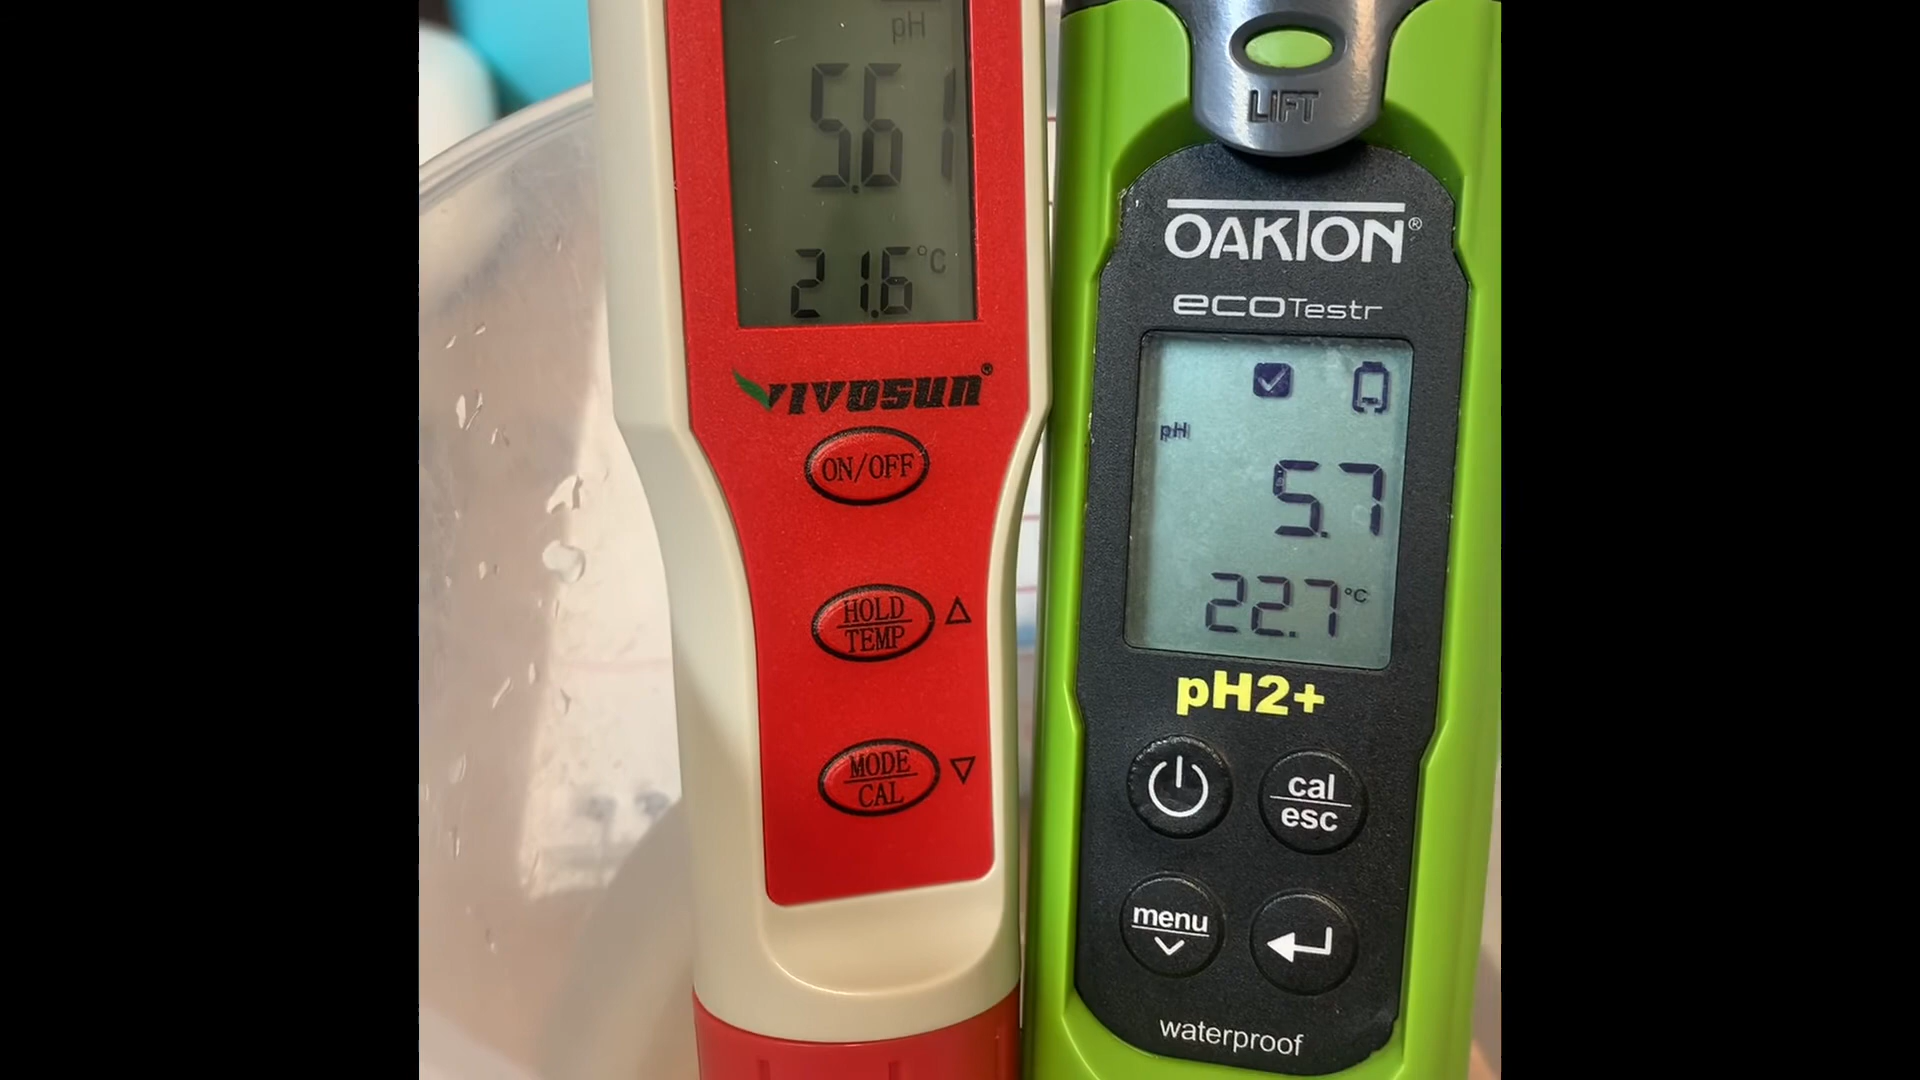 pH
5.61
21.6 °C
VIVOSUN®
ON/OFF
HOLD
TEMP
MODE
CAL
LIFT
OAKTON®
ecoTestr
pH
5.7
22.7 °C
pH2+
cal
esc
menu
waterproof